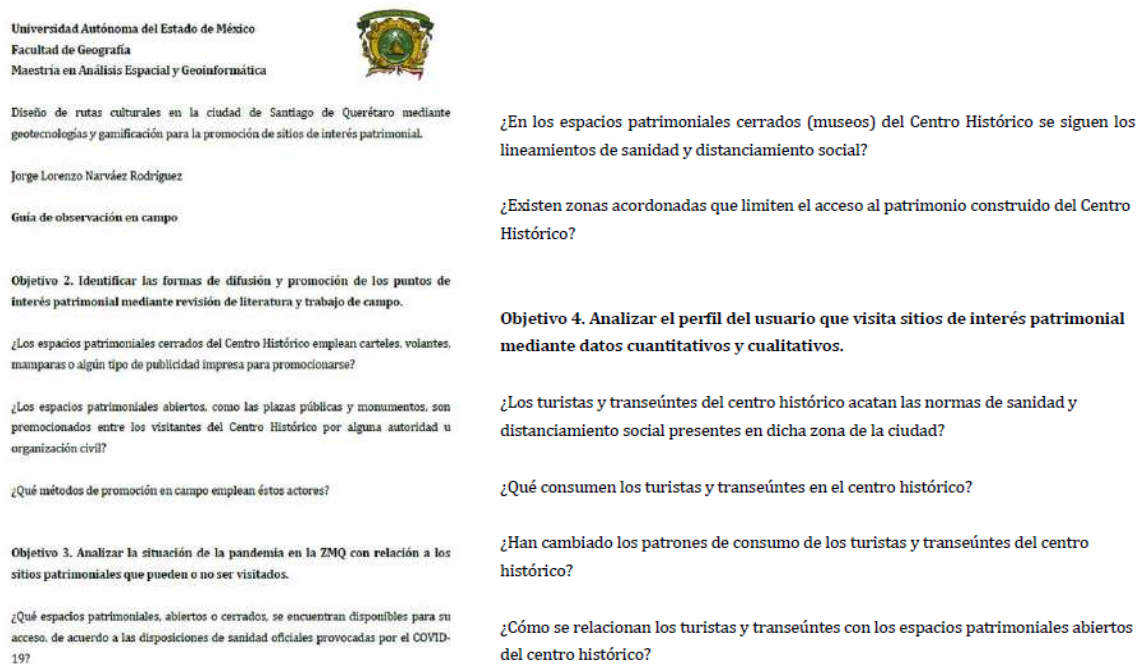 Universidad Autónoma del Estado de México
Facultad de Geografía
Maestría en Análisis Espacial y Geoinformática
Diseño de rutas culturales en la ciudad de Santiago de Querétaro mediante
geotecnologías y gamificación para la promoción de sitios de interés patrimonial.
Jorge Lorenzo Narváez Rodríguez
Guía de observación en campo
Objetivo 2. Identificar las formas de difusión y promoción de los puntos de
interés patrimonial mediante revisión de literatura y trabajo de campo.
¿Los espacios patrimoniales cerrados del Centro Histórico emplean carteles, volantes,
mamparas o algún tipo de publicidad impresa para promocionarse?
¿Los espacios patrimoniales abiertos, como las plazas públicas y monumentos, son
promocionados entre los visitantes del Centro Histórico por alguna autoridad u
organización civil?
¿Qué métodos de promoción en campo emplean éstos actores?
Objetivo 3. Analizar la situación de la pandemia en la ZMQ con relación a los
sitios patrimoniales que pueden o no ser visitados.
¿Qué espacios patrimoniales, abiertos o cerrados, se encuentran disponibles para su
acceso, de acuerdo a las disposiciones de sanidad oficiales provocadas por el COVID-
19?
¿En los espacios patrimoniales cerrados (museos) del Centro Histórico se siguen los
lineamientos de sanidad y distanciamiento social?
¿Existen zonas acordonadas que limiten el acceso al patrimonio construido del Centro
Histórico?
Objetivo 4. Analizar el perfil del usuario que visita sitios de interés patrimonial
mediante datos cuantitativos y cualitativos.
¿Los turistas y transeúntes del centro histórico acatan las normas de sanidad y
distanciamiento social presentes en dicha zona de la ciudad?
¿Qué consumen los turistas y transeúntes en el centro histórico?
¿Han cambiado los patrones de consumo de los turistas y transeúntes del centro
histórico?
¿Cómo se relacionan los turistas y transeúntes con los espacios patrimoniales abiertos
del centro histórico?